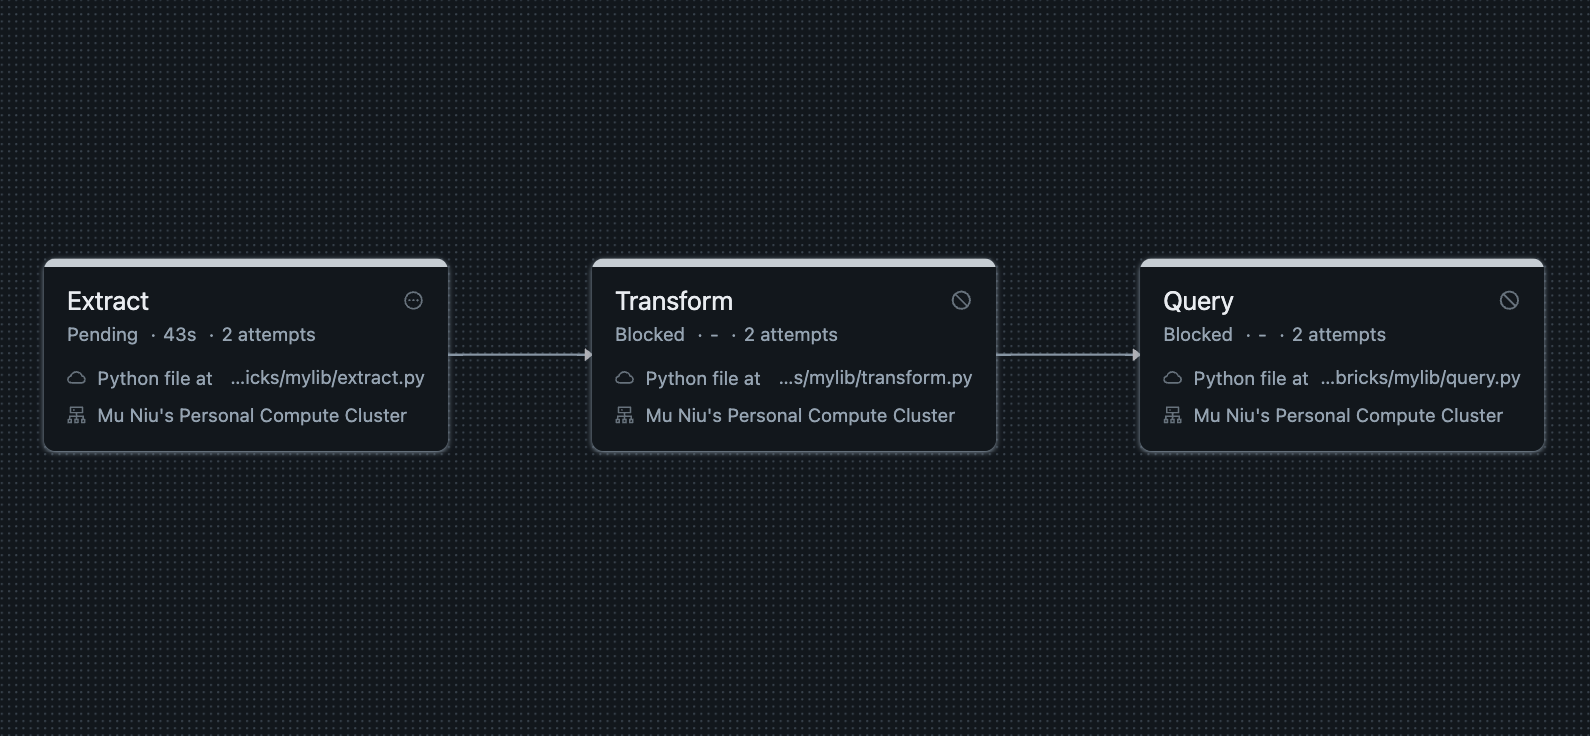 Extract
Pending · 43s · 2 attempts
Python file at ...icks/mylib/extract.py
Mu Niu's Personal Compute Cluster
Transform
Blocked · - · 2 attempts
Python file at ...s/mylib/transform.py
Mu Niu's Personal Compute Cluster
Query
Blocked · - · 2 attempts
Python file at ...bricks/mylib/query.py
Mu Niu's Personal Compute Cluster